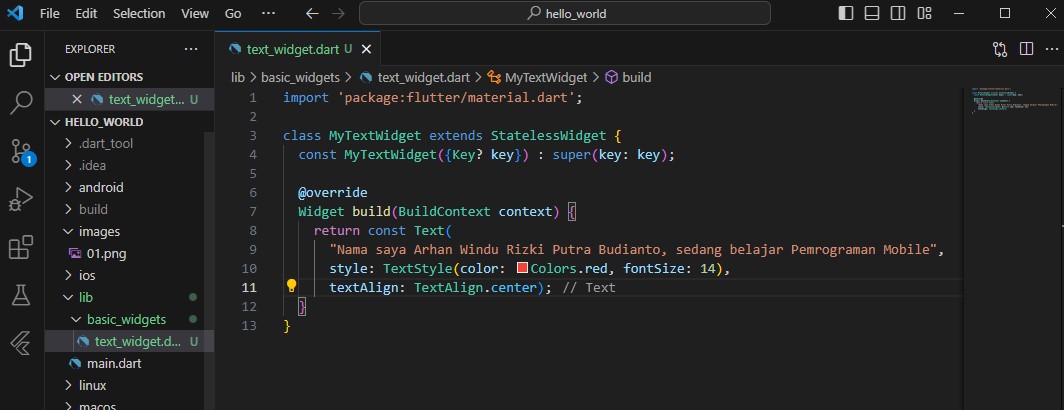 File Edit Selection View Go ··· hello_world
EXPLORER ···
OPEN EDITORS
text_widget... U
HELLO_WORLD
.dart_tool
.idea
android
build
images
01.png
ios
lib
basic_widgets
text_widget.d... U
main.dart
linux
macos
1
text_widget.dart U
lib > basic_widgets > text_widget.dart > MyTextWidget > build
1 import 'package:flutter/material.dart';
2
3 class MyTextWidget extends StatelessWidget {
4 const MyTextWidget({Key? key}) : super(key: key);
5
6 @override
7 Widget build(BuildContext context) {
8 return const Text(
9 "Nama saya Arhan Windu Rizki Putra Budianto, sedang belajar Pemrograman Mobile",
10 style: TextStyle(color: Colors.red, fontSize: 14),
11 textAlign: TextAlign.center); // Text
12 }
13 }